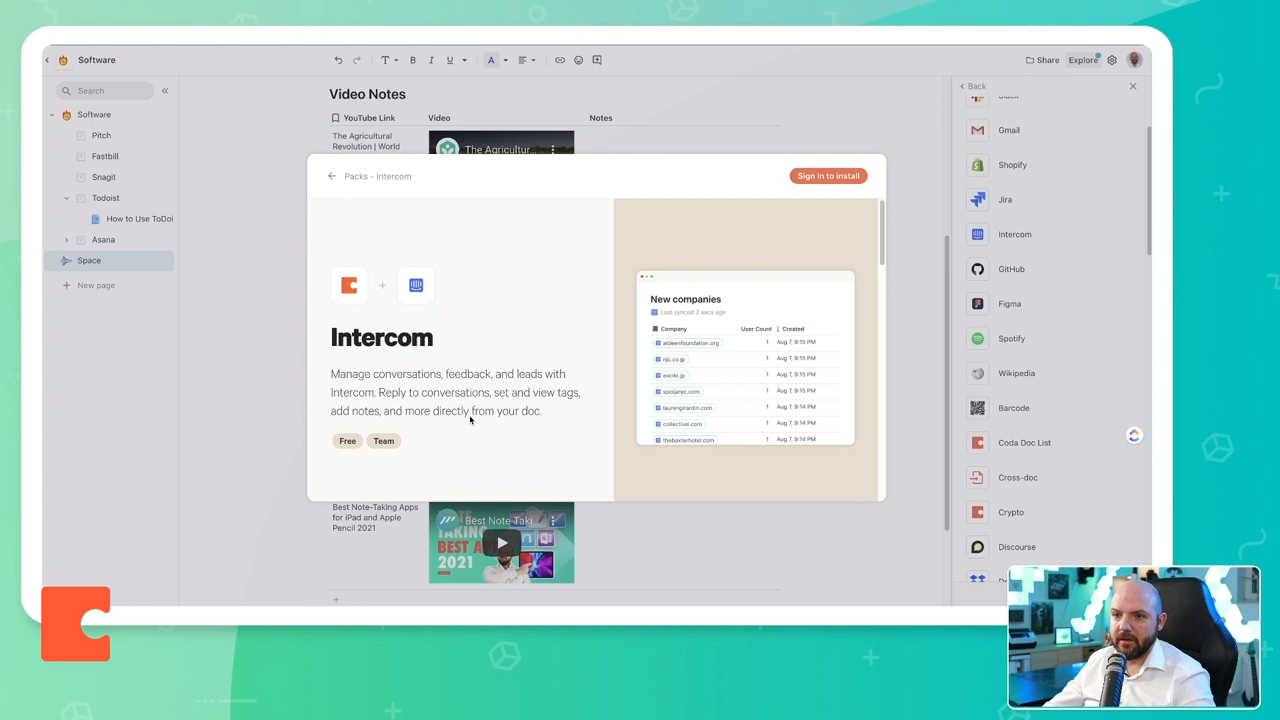 Software
Share
Explore
Search
Software
Pitch
Fastbill
Snagit
Todoist
How to Use ToDoi
Asana
Space
New page
Video Notes
YouTube Link Video Notes
The Agricultural
Revolution | World
The Agricultur...
Packs - Intercom
Sign in to install
Intercom
Manage conversations, feedback, and leads with
Intercom. Reply to conversations, set and view tags,
add notes, and more directly from your doc.
Free Team
New companies
Last synced 2 secs ago
Company User Count Created
aldeenfoundation.org 1 Aug 7, 9:15 PM
njc.co.jp 1 Aug 7, 9:15 PM
excite.jp 1 Aug 7, 9:15 PM
spoljarec.com 1 Aug 7, 9:15 PM
laurengirardin.com 1 Aug 7, 9:14 PM
collectivei.com 1 Aug 7, 9:14 PM
thebaxterhotel.com 1 Aug 7, 9:14 PM
Best Note-Taking Apps
for iPad and Apple
Pencil 2021
Best Note-Taki...
TAKING
BEST AP
2021
Back
Slack
Gmail
Shopify
Jira
Intercom
GitHub
Figma
Spotify
Wikipedia
Barcode
Coda Doc List
Cross-doc
Crypto
Discourse